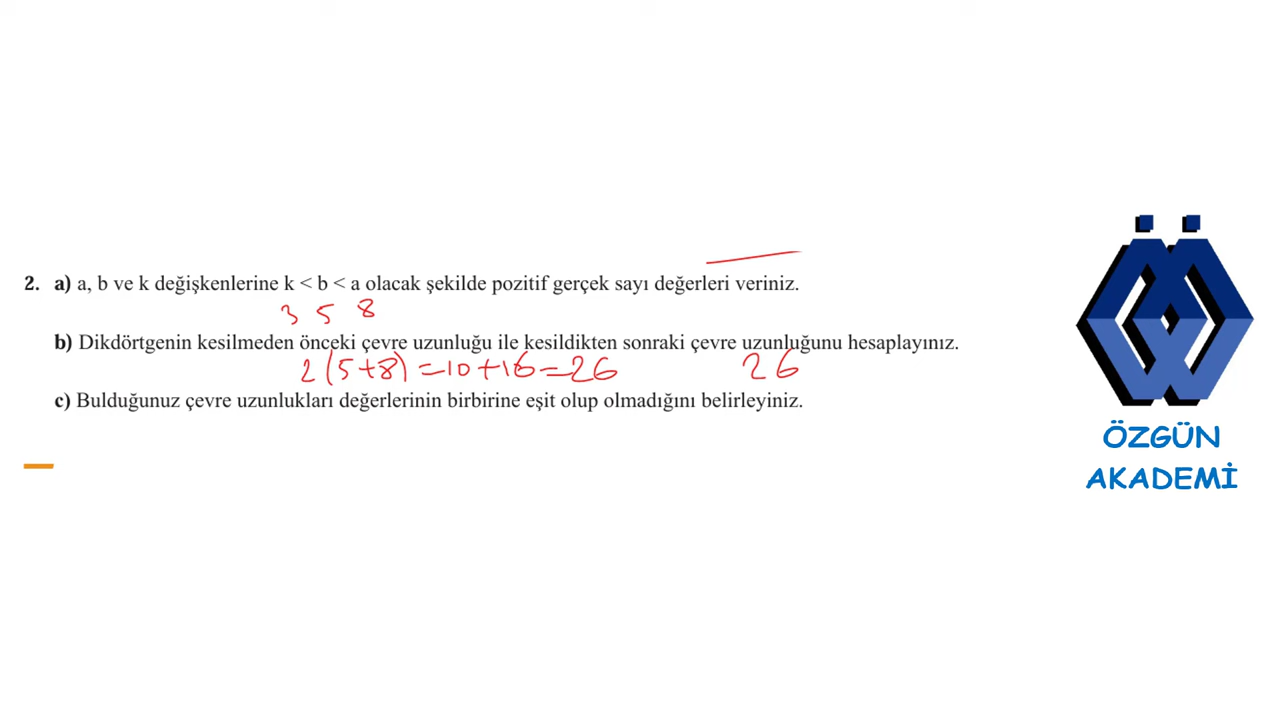 2. a) a, b ve k değişkenlerine k < b < a olacak şekilde pozitif gerçek sayı değerleri veriniz.
3 5 8
b) Dikdörtgenin kesilmeden önceki çevre uzunluğu ile kesildikten sonraki çevre uzunluğunu hesaplayınız.
2(5+8)=10+16=26 26
c) Bulduğunuz çevre uzunlukları değerlerinin birbirine eşit olup olmadığını belirleyiniz.
ÖZGÜN
AKADEMİ